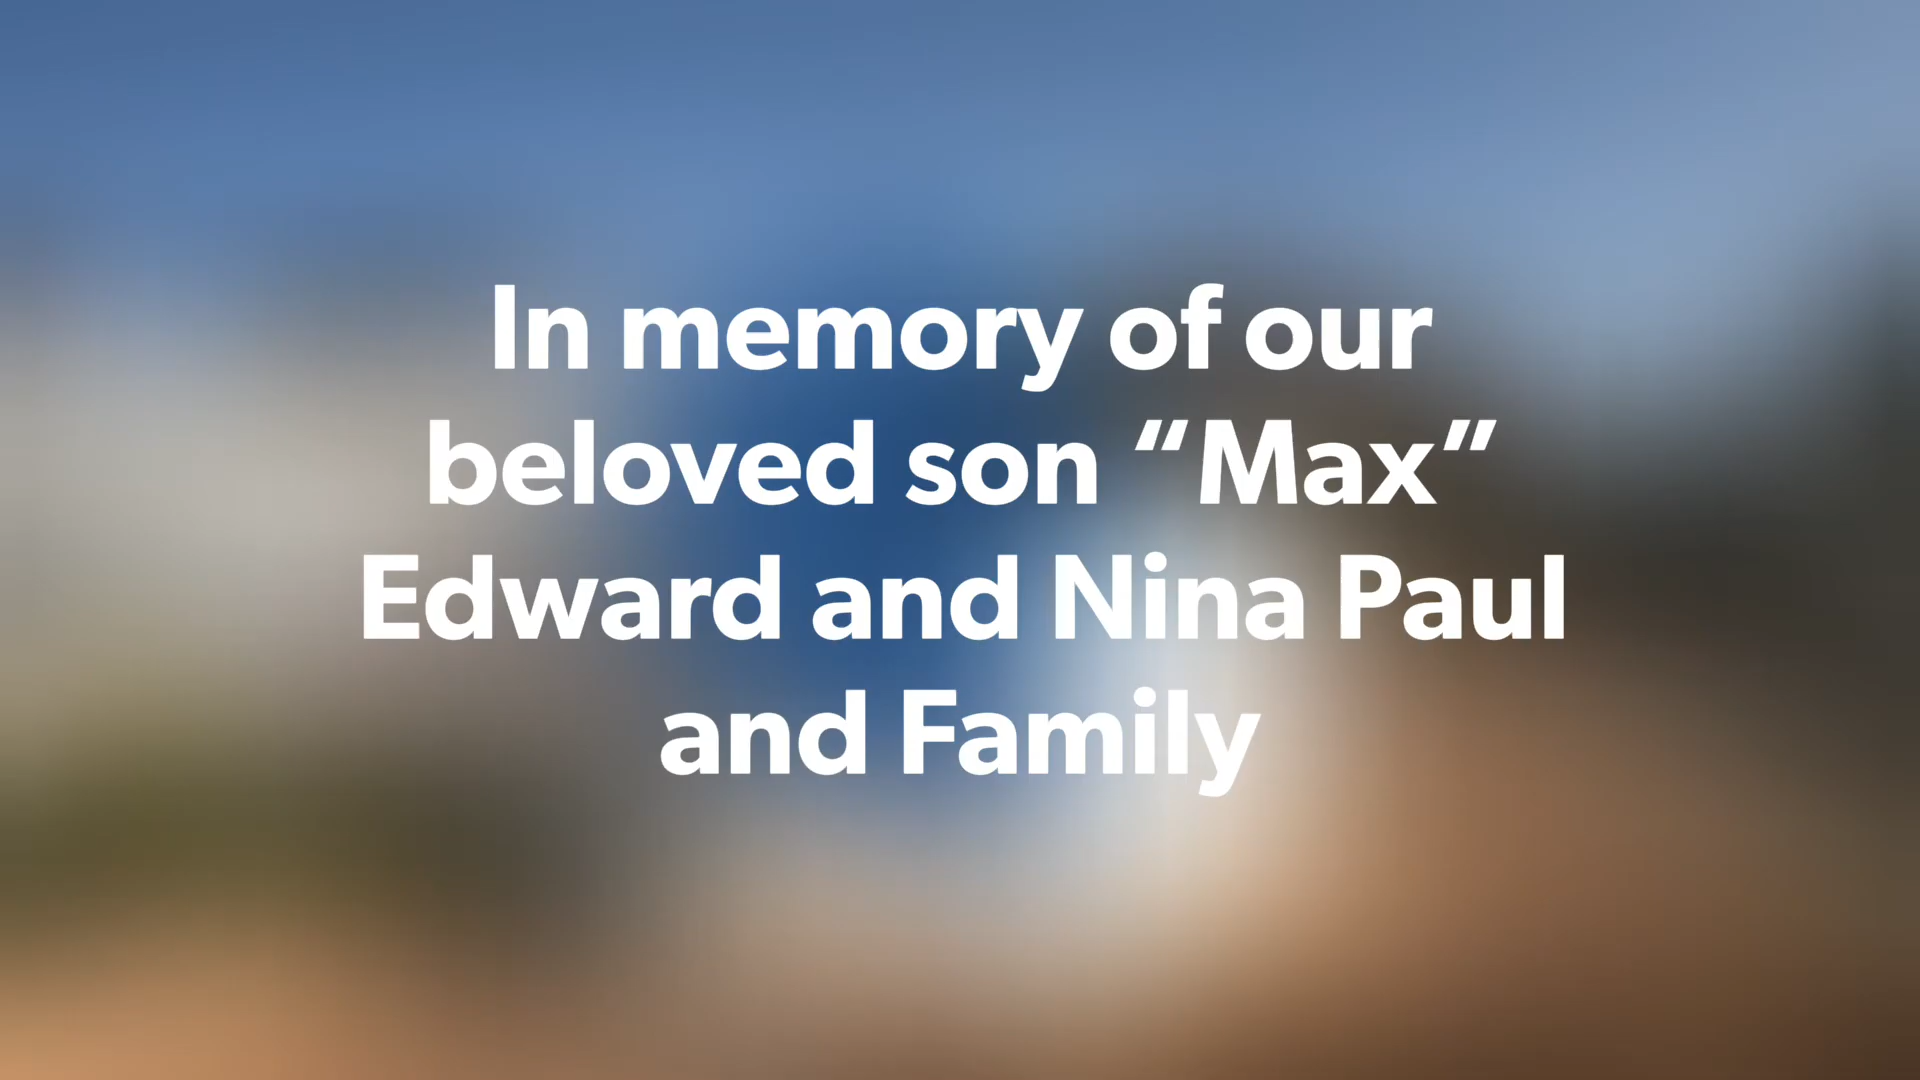 In memory of our
beloved son “Max”
Edward and Nina Paul
and Family